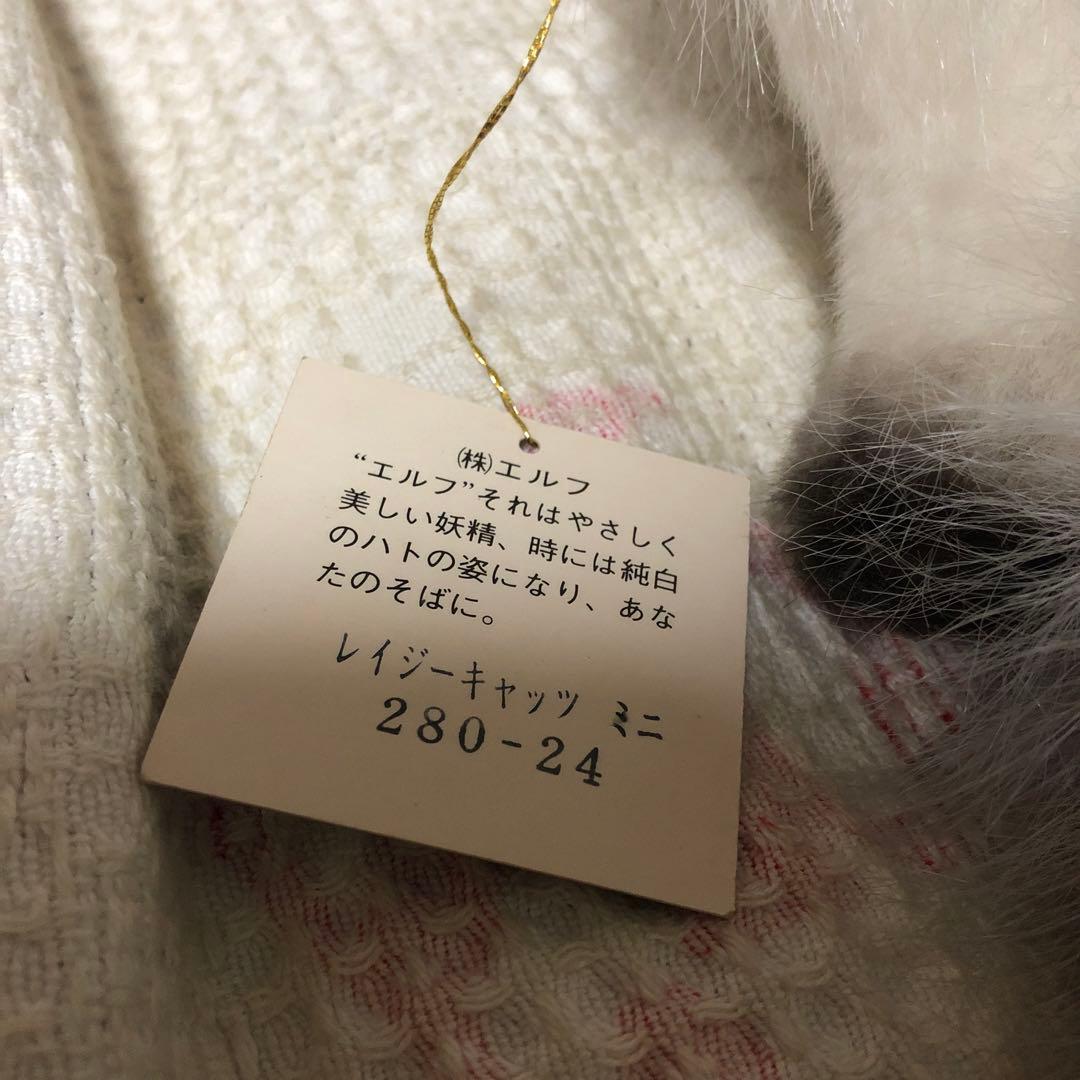 ㈱エルフ
“エルフ”それはやさしく
美しい妖精、時には純白
のハトの姿になり、あな
たのそばに。
レイジーキャッツ ミニ
280-24